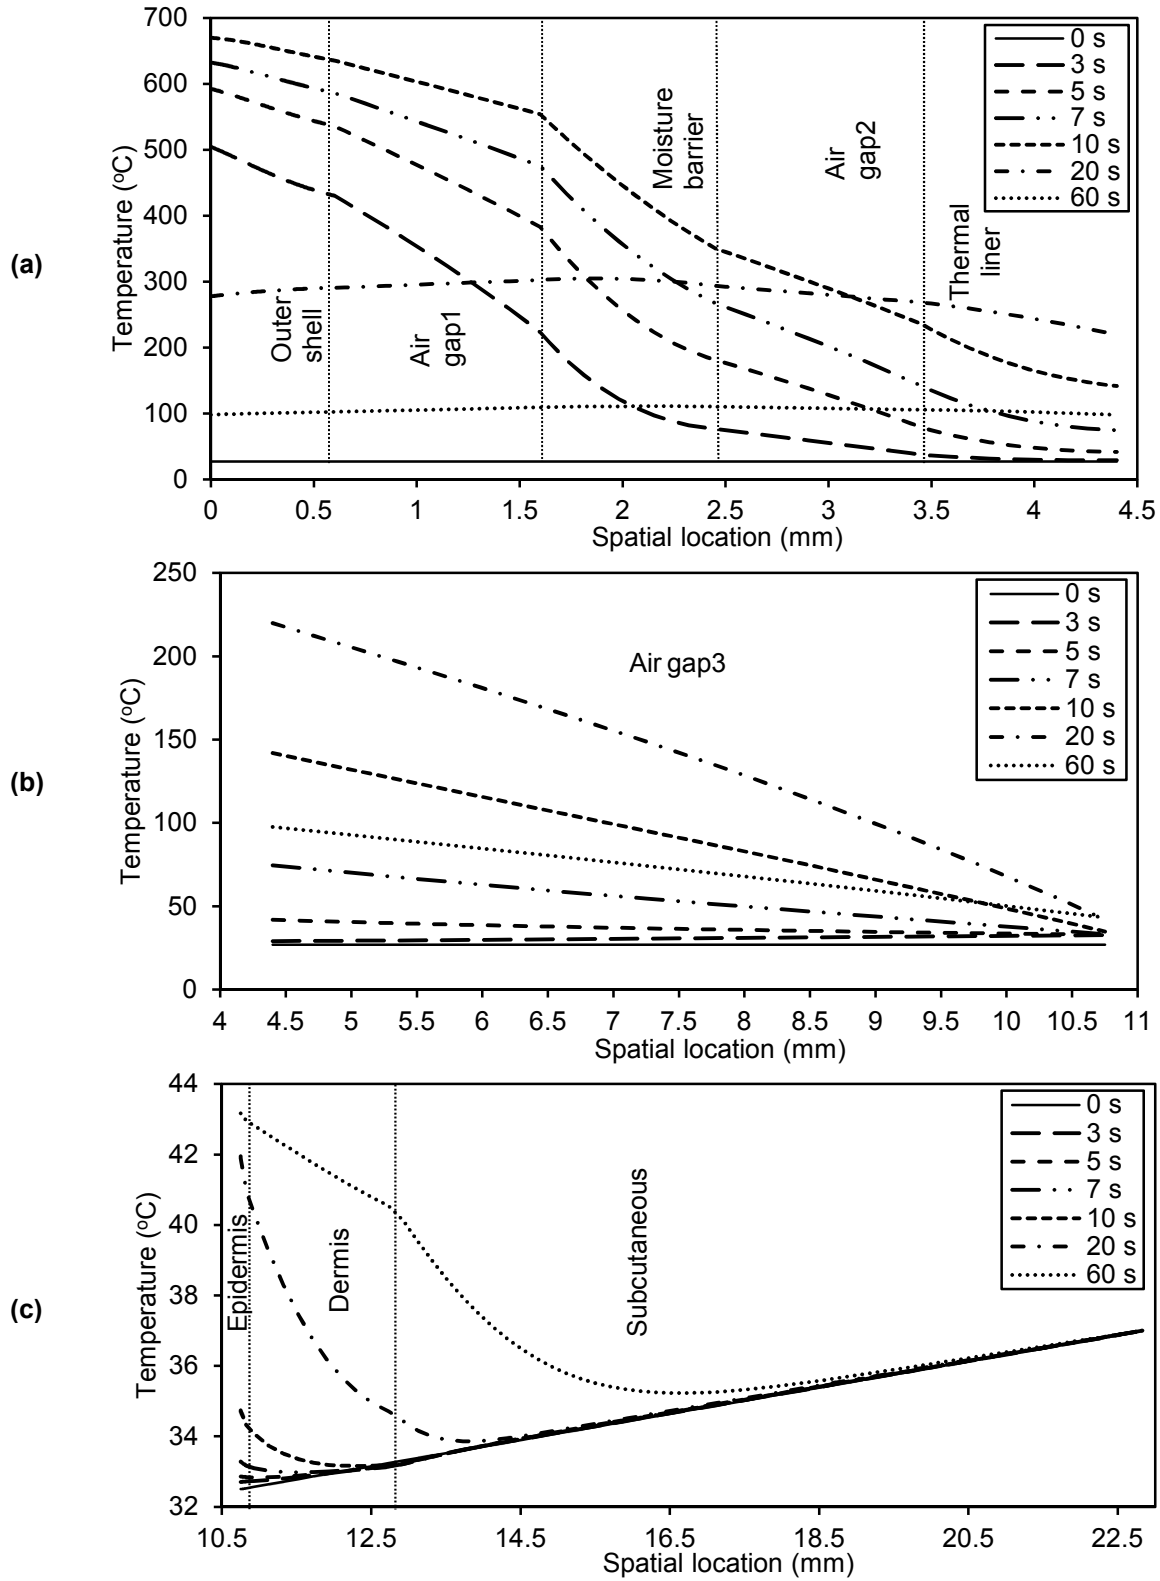 (a)
Temperature (oC)
700
600
500
400
300
200
100
0
0 0.5 1 1.5 2 2.5 3 3.5 4 4.5
Spatial location (mm)
Outer
shell
Air
gap1
Moisture
barrier
Air
gap2
Thermal
liner
0 s
3 s
5 s
7 s
10 s
20 s
60 s
(b)
Temperature (oC)
250
200
150
100
50
0
4 4.5 5 5.5 6 6.5 7 7.5 8 8.5 9 9.5 10 10.5 11
Spatial location (mm)
Air gap3
0 s
3 s
5 s
7 s
10 s
20 s
60 s
(c)
Temperature (oC)
44
42
40
38
36
34
32
10.5 12.5 14.5 16.5 18.5 20.5 22.5
Spatial location (mm)
Epidermis
Dermis
Subcutaneous
0 s
3 s
5 s
7 s
10 s
20 s
60 s